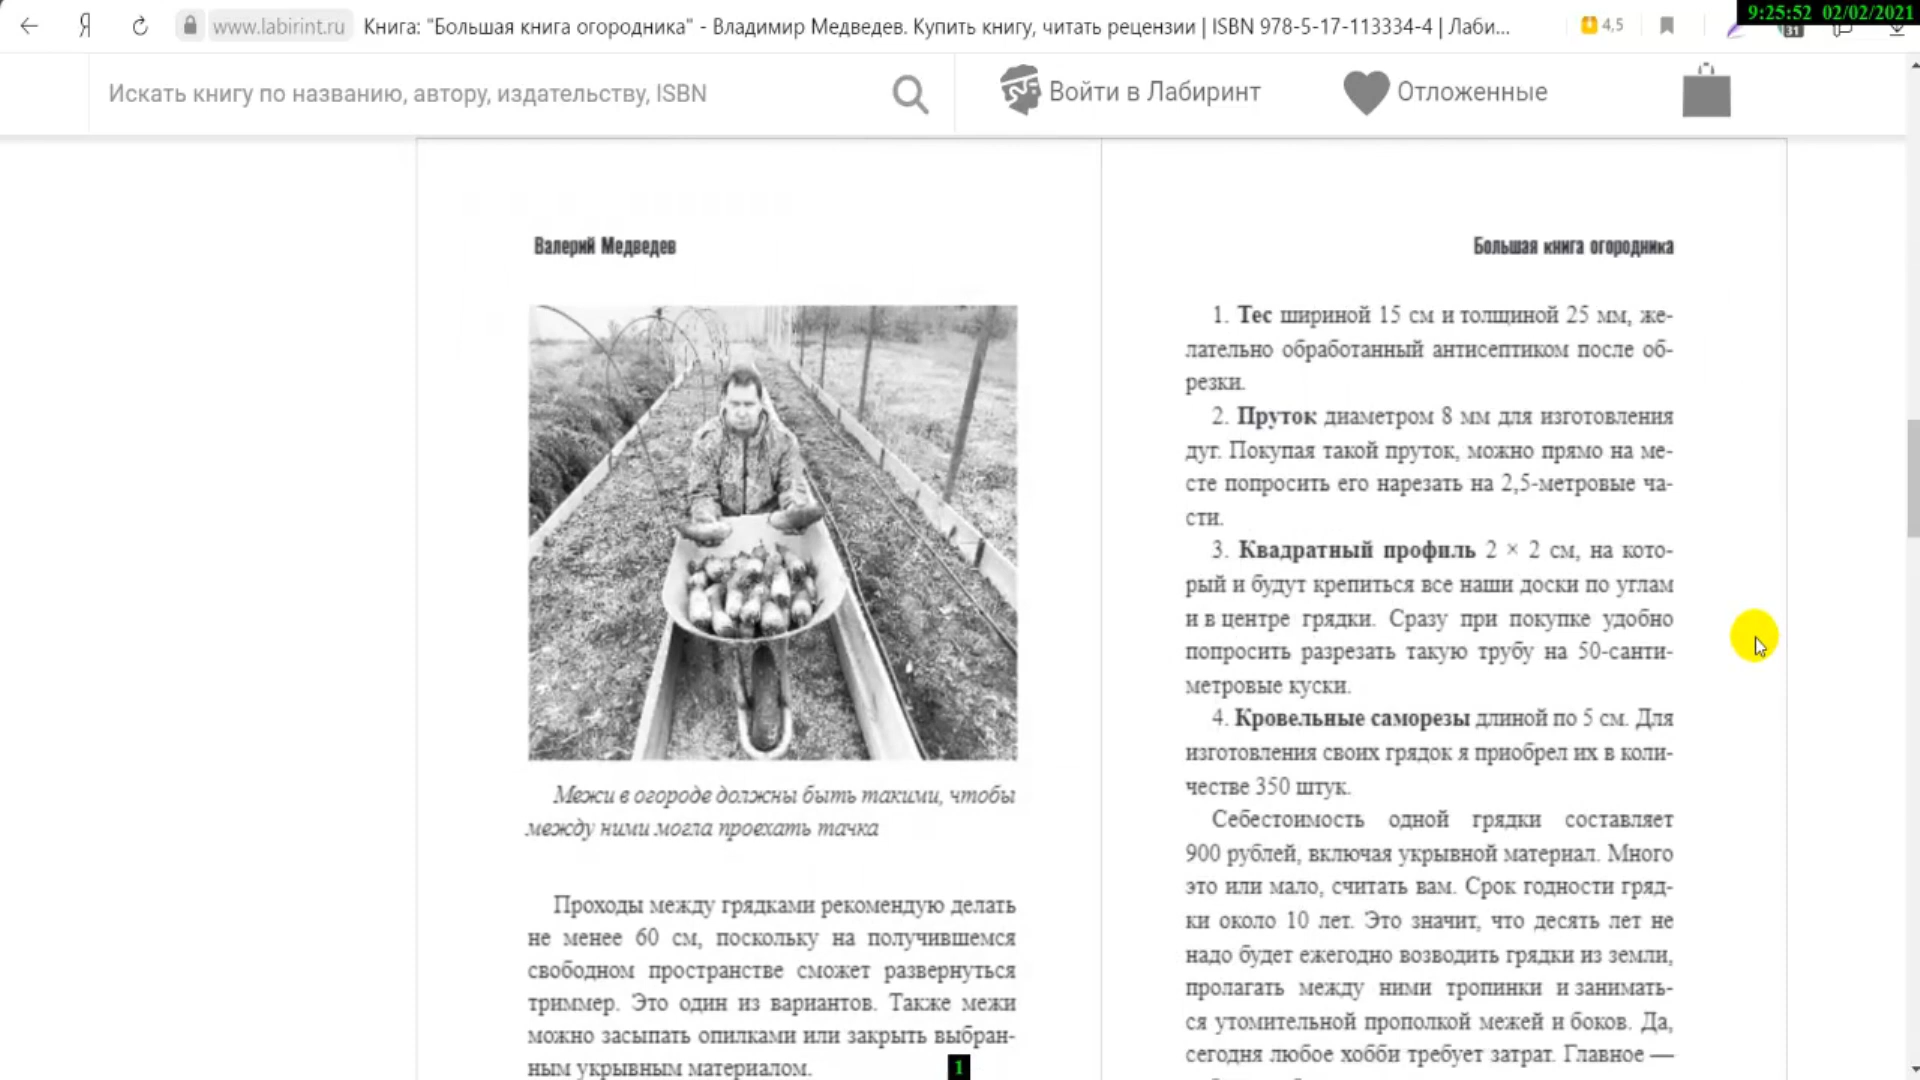 www.labirint.ru
Книга: "Большая книга огородника" - Владимир Медведев. Купить книгу, читать рецензии | ISBN 978-5-17-113334-4 | Лаби...
4,5
9:25:52 02/02/2021
31
Искать книгу по названию, автору, издательству, ISBN
Войти в Лабиринт
Отложенные
Валерий Медведев
Межи в огороде должны быть такими, чтобы
между ними могла проехать тачка
Проходы между грядками рекомендую делать
не менее 60 см, поскольку на получившемся
свободном пространстве сможет развернуться
триммер. Это один из вариантов. Также межи
можно засыпать опилками или закрыть выбран-
ным укрывным материалом.
1
Большая книга огородника
1. Тес шириной 15 см и толщиной 25 мм, же-
лательно обработанный антисептиком после об-
резки.
2. Пруток диаметром 8 мм для изготовления
дуг. Покупая такой пруток, можно прямо на ме-
сте попросить его нарезать на 2,5-метровые ча-
сти.
3. Квадратный профиль 2 × 2 см, на кото-
рый и будут крепиться все наши доски по углам
и в центре грядки. Сразу при покупке удобно
попросить разрезать такую трубу на 50-санти-
метровые куски.
4. Кровельные саморезы длиной по 5 см. Для
изготовления своих грядок я приобрел их в коли-
честве 350 штук.
Себестоимость одной грядки составляет
900 рублей, включая укрывной материал. Много
это или мало, считать вам. Срок годности гряд-
ки около 10 лет. Это значит, что десять лет не
надо будет ежегодно возводить грядки из земли,
пролагать между ними тропинки и занимать-
ся утомительной прополкой межей и боков. Да,
сегодня любое хобби требует затрат. Главное —